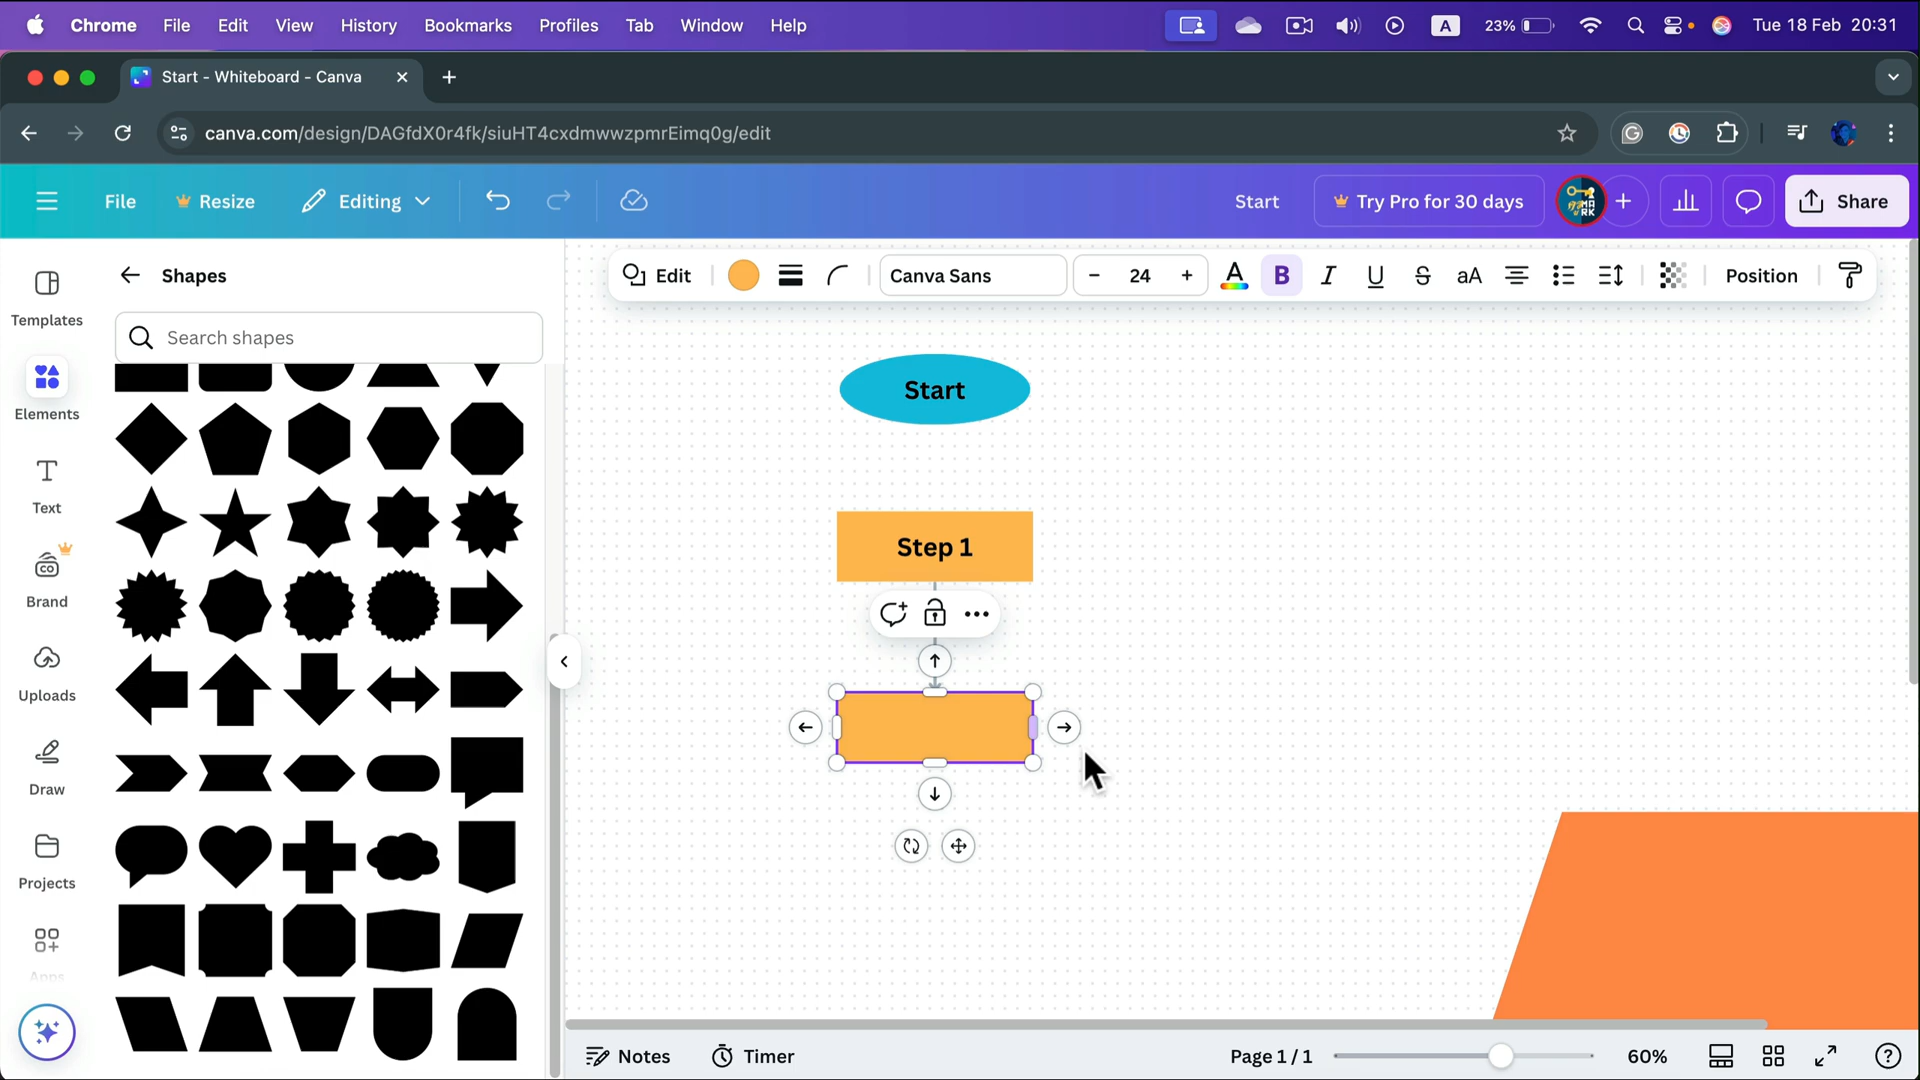 Chrome File Edit View History Bookmarks Profiles Tab Window Help A 23% Tue 18 Feb 20:31
Start - Whiteboard - Canva
canva.com/design/DAGfdX0r4fk/siuHT4cxdmwwzpmrEimq0g/edit
File Resize Editing Start Try Pro for 30 days Share
Shapes
Edit Canva Sans - 24 + A B I U S aA Position
Search shapes
Templates
Elements
Text
Brand
Uploads
Draw
Projects
Apps
Start
Step 1
Notes Timer Page 1 / 1 60%